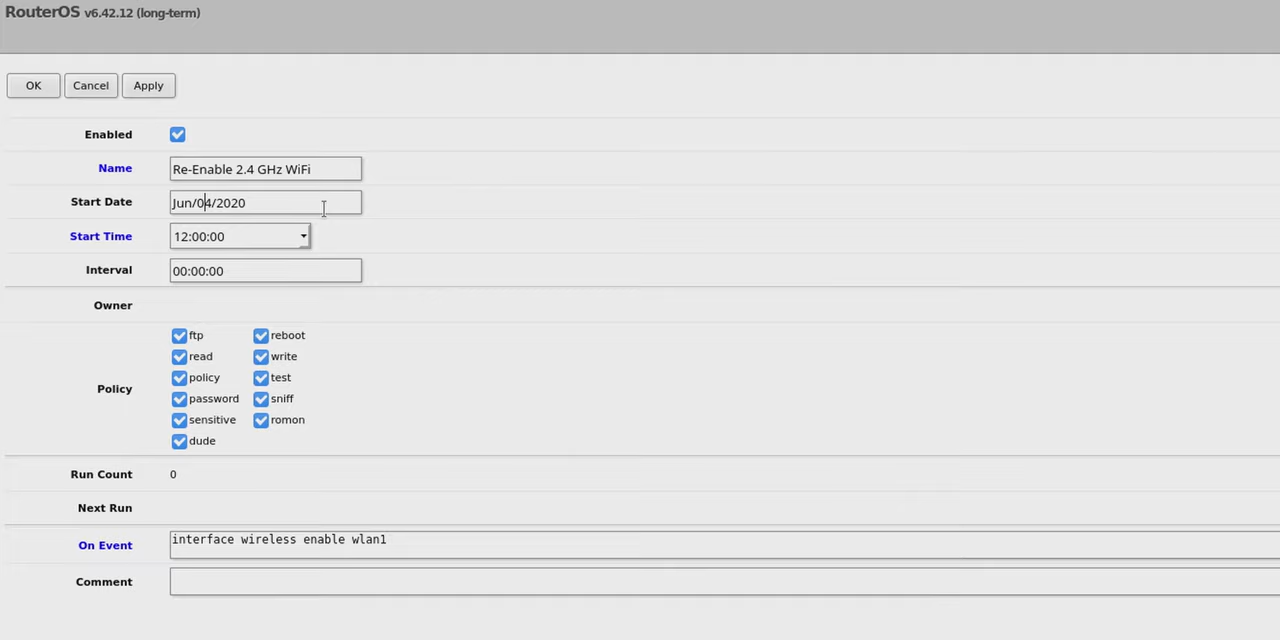 RouterOS v6.42.12 (long-term)
OK Cancel Apply
Enabled
Name Re-Enable 2.4 GHz WiFi
Start Date Jun/04/2020
Start Time 12:00:00
Interval 00:00:00
Owner
Policy
ftp reboot
read write
policy test
password sniff
sensitive romon
dude
Run Count 0
Next Run
On Event interface wireless enable wlan1
Comment